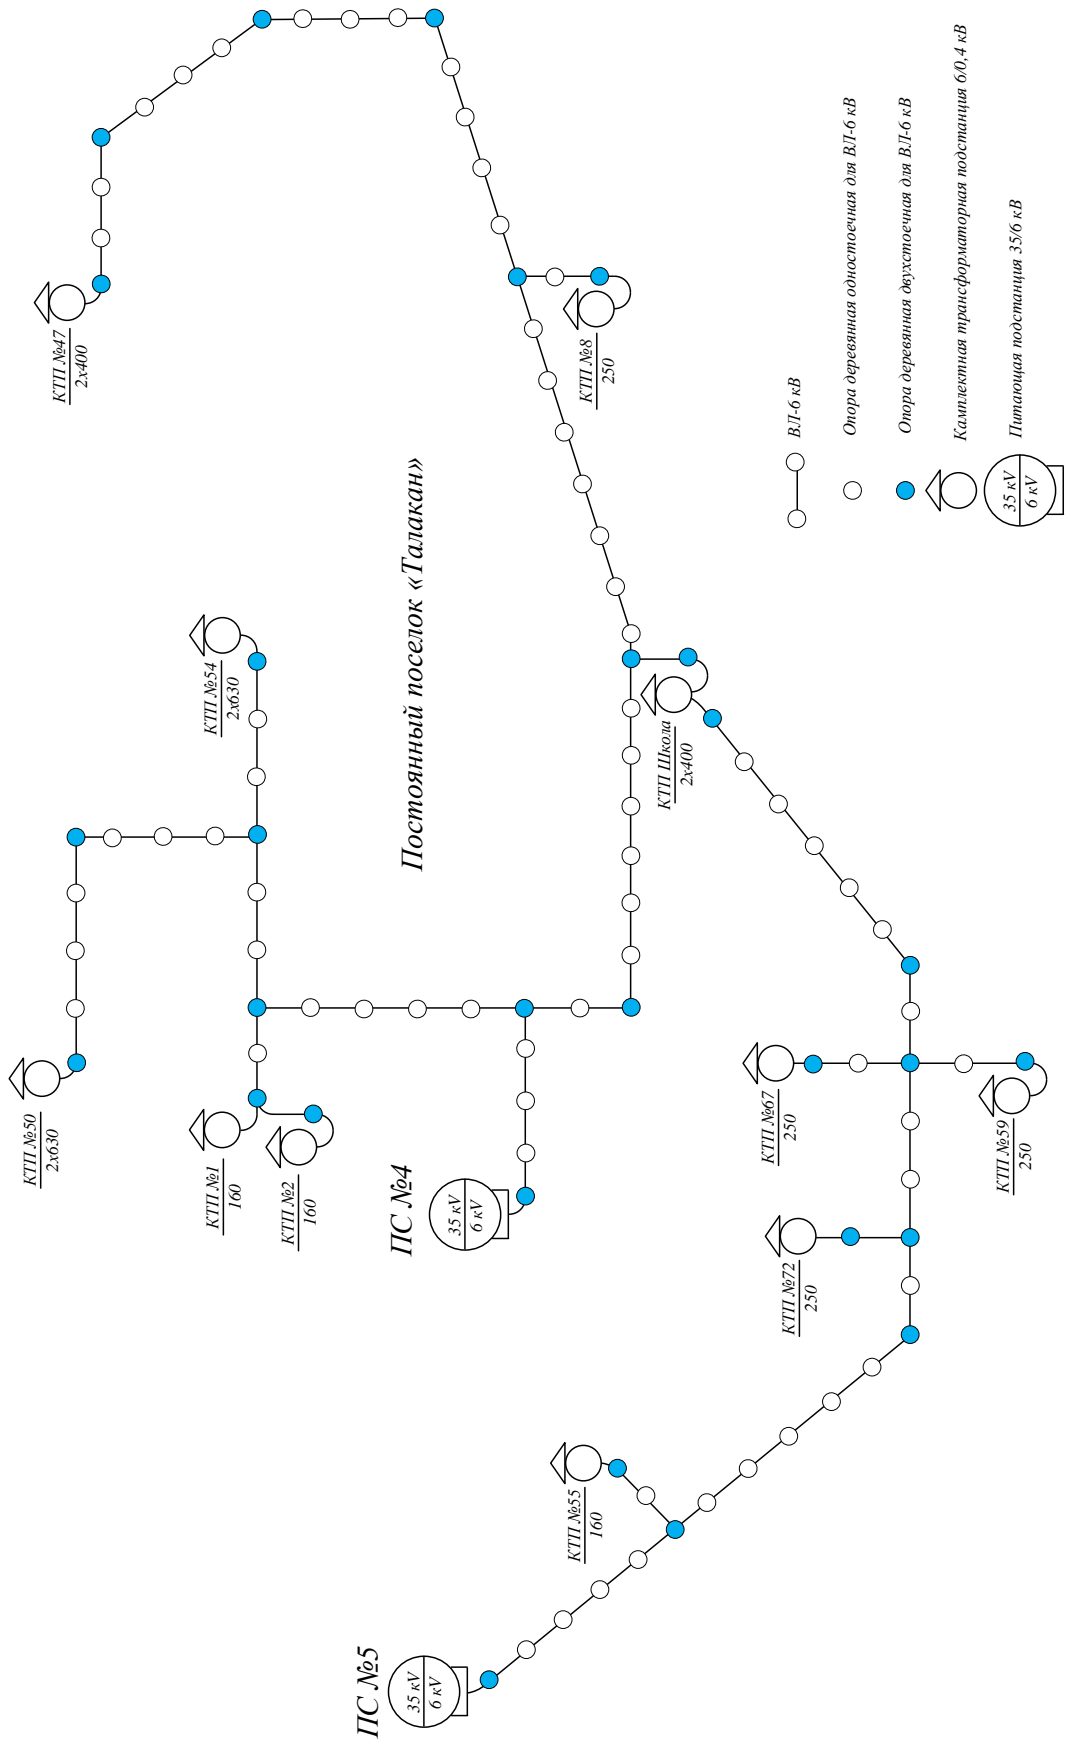 КТП №50
2х630
КТП №47
2х400
КТП №54
2х630
КТП №1
160
КТП №2
160
ПС №4
35 кV
6 кV
Постоянный поселок «Талакан»
КТП №8
250
КТП Школа
2х400
КТП №67
250
КТП №59
250
КТП №72
250
КТП №55
160
ПС №5
35 кV
6 кV
ВЛ-6 кВ
Опора деревянная одностоечная для ВЛ-6 кВ
Опора деревянная двухстоечная для ВЛ-6 кВ
Камплектная трансформаторная подстанция 6/0,4 кВ
35 кV
6 кV
Питающая подстанция 35/6 кВ